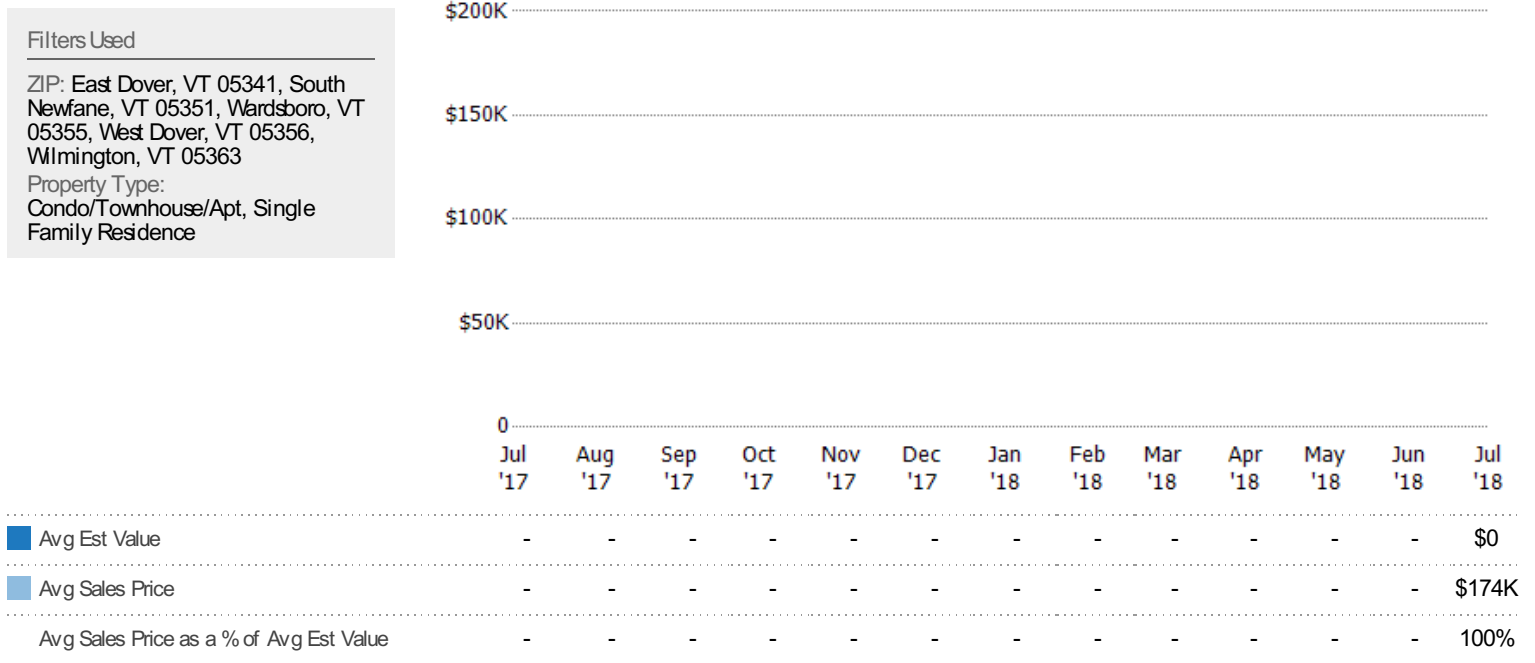 Filters Used
ZIP: East Dover, VT 05341, South
Newfane, VT 05351, Wardsboro, VT
05355, West Dover, VT 05356,
Wilmington, VT 05363
Property Type:
Condo/Townhouse/Apt, Single
Family Residence
$200K
$150K
$100K
$50K
0
Jul '17 Aug '17 Sep '17 Oct '17 Nov '17 Dec '17 Jan '18 Feb '18 Mar '18 Apr '18 May '18 Jun '18 Jul '18
Avg Est Value - - - - - - - - - - - - $0
Avg Sales Price - - - - - - - - - - - - $174K
Avg Sales Price as a % of Avg Est Value - - - - - - - - - - - - 100%